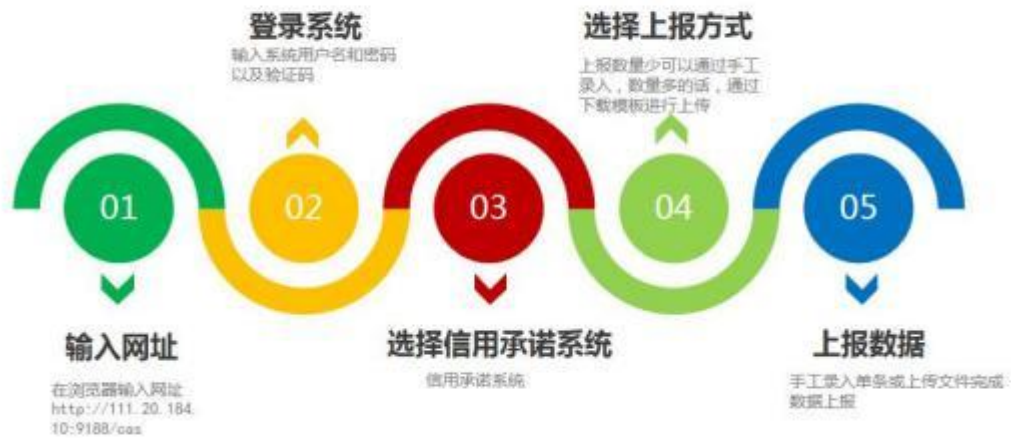 01
输入网址
在浏览器输入网址
http://111.20.184.
10:9188/cas
02
登录系统
输入系统用户名和密码
以及验证码
03
选择信用承诺系统
信用承诺系统
04
选择上报方式
上报数量少可以通过手工
录入，数量多的话，通过
下载模板进行上传
05
上报数据
手工录入单条或上传文件完成
数据上报